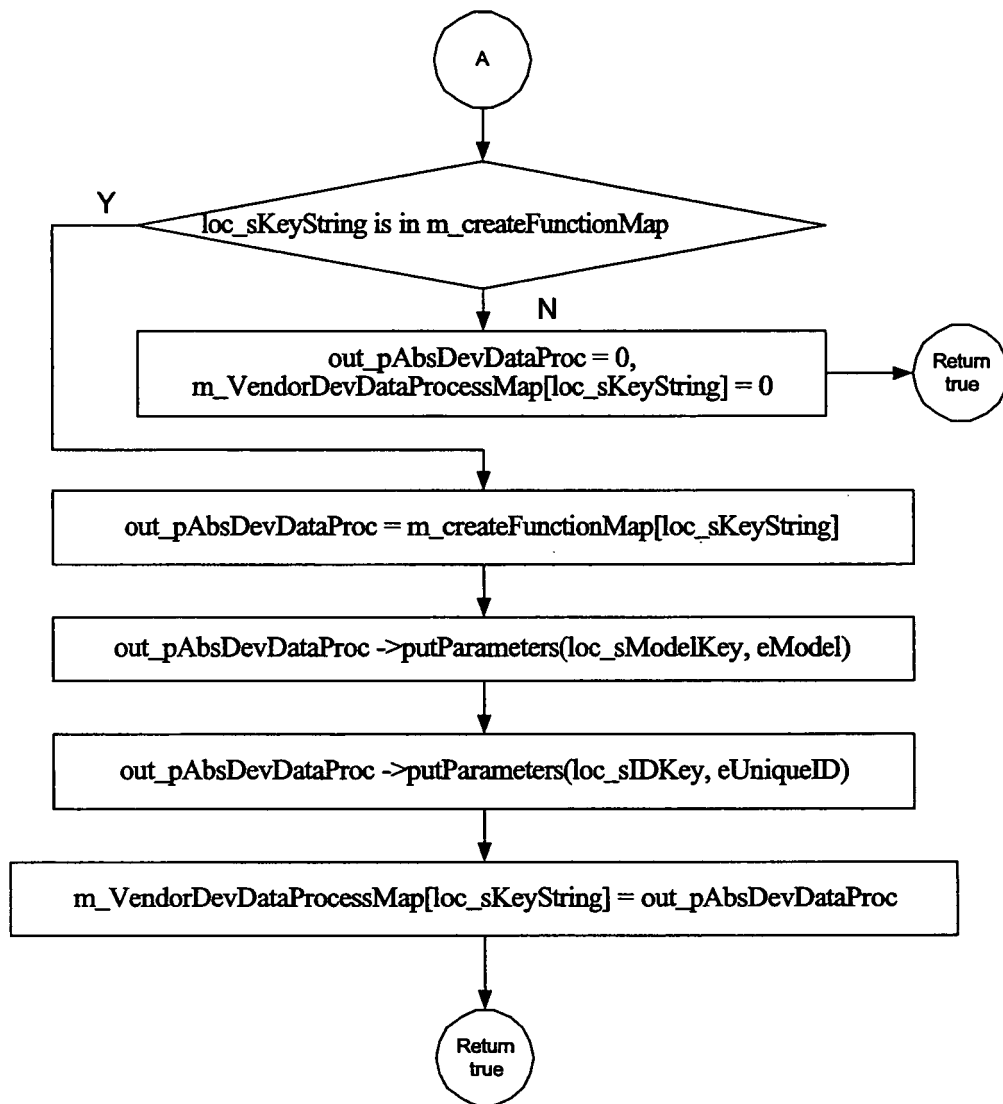 A
Y
loc_sKeyString is in m_createFunctionMap
N
out_pAbsDevDataProc = 0,
m_VendorDevDataProcessMap[loc_sKeyString] = 0
Return
true
out_pAbsDevDataProc = m_createFunctionMap[loc_sKeyString]
out_pAbsDevDataProc ->putParameters(loc_sModelKey, eModel)
out_pAbsDevDataProc ->putParameters(loc_sIDKey, eUniqueID)
m_VendorDevDataProcessMap[loc_sKeyString] = out_pAbsDevDataProc
Return
true